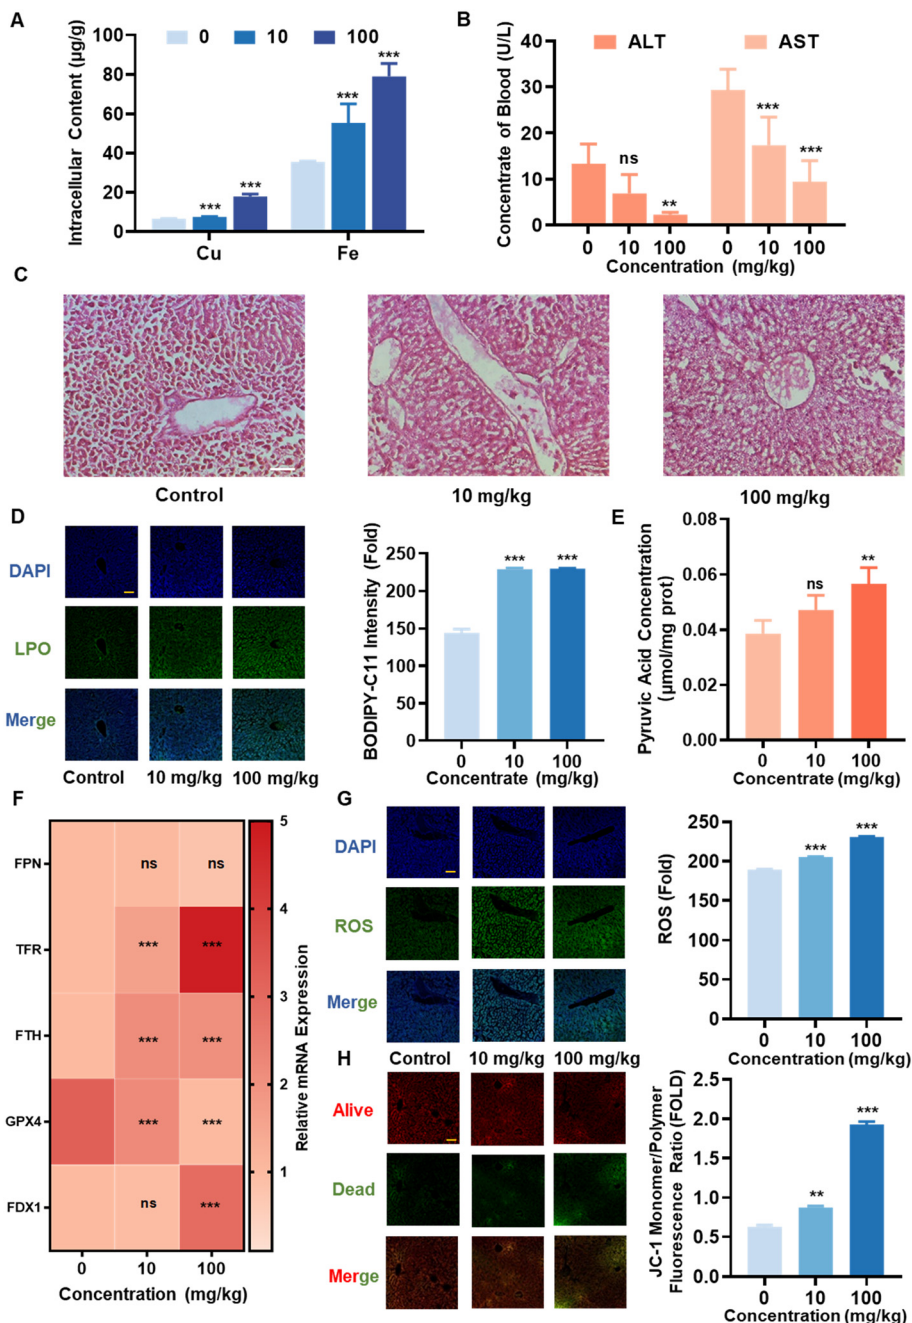 A
Intracellular Content (μg/g)
100
80
60
40
20
0
0 10 100
***
***
***
***
Cu Fe
B
Concentrate of Blood (U/L)
40
30
20
10
0
ALT AST
ns
**
***
***
0 10 100 0 10 100
Concentration (mg/kg)
C
Control
10 mg/kg
100 mg/kg
D
DAPI
LPO
Merge
Control 10 mg/kg 100 mg/kg
BODIPY-C11 Intensity (Fold)
250
200
150
100
50
0
*** ***
0 10 100
Concentrate (mg/kg)
E
Pyruvic Acid Concentration
(μmol/mg prot)
0.08
0.06
0.04
0.02
0.00
ns
**
0 10 100
Concentrate (mg/kg)
F
FPN ns ns
TFR *** ***
FTH *** ***
GPX4 *** ***
FDX1 ns ***
0 10 100
Concentration (mg/kg)
5
4
3
2
1
Relative mRNA Expression
G
DAPI
ROS
Merge
Control 10 mg/kg 100 mg/kg
ROS (Fold)
250
200
150
100
50
0
***
***
0 10 100
Concentration (mg/kg)
H
Alive
Dead
Merge
JC-1 Monomer/Polymer
Fluorescence Ratio (FOLD)
2.5
2.0
1.5
1.0
0.5
0.0
**
***
0 10 100
Concentration (mg/kg)